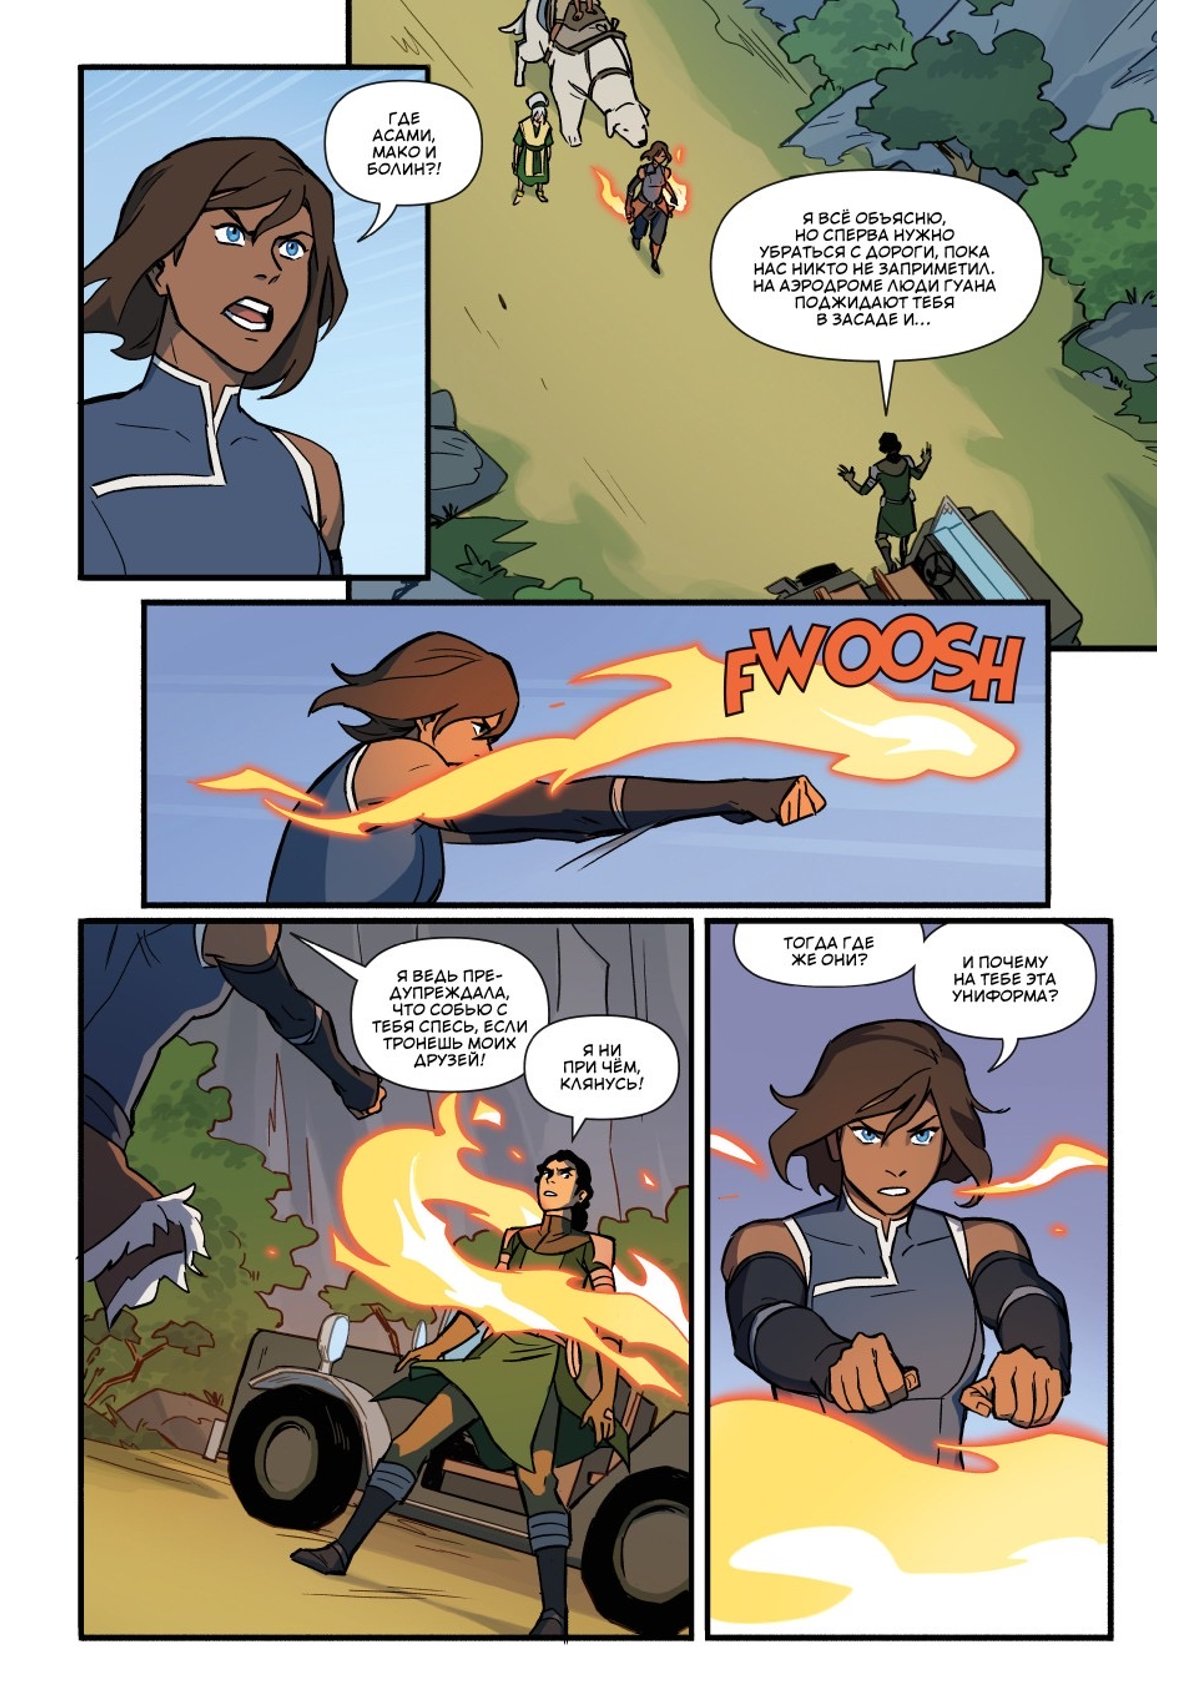 ГДЕ
АСАМИ,
МАКО И
БОЛИН?!
Я ВСЁ ОБЪЯСНЮ,
НО СПЕРВА НУЖНО
УБРАТЬСЯ С ДОРОГИ, ПОКА
НАС НИКТО НЕ ЗАПРИМЕТИЛ.
НА АЭРОДРОМЕ ЛЮДИ ГУАНА
ПОДЖИДАЮТ ТЕБЯ
В ЗАСАДЕ И...
FWOOSH
Я ВЕДЬ ПРЕ-
ДУПРЕЖДАЛА,
ЧТО СОБЬЮ С
ТЕБЯ СПЕСЬ, ЕСЛИ
ТРОНЕШЬ МОИХ
ДРУЗЕЙ!
Я НИ
ПРИ ЧЁМ,
КЛЯНУСЬ!
ТОГДА ГДЕ
ЖЕ ОНИ?
И ПОЧЕМУ
НА ТЕБЕ ЭТА
УНИФОРМА?